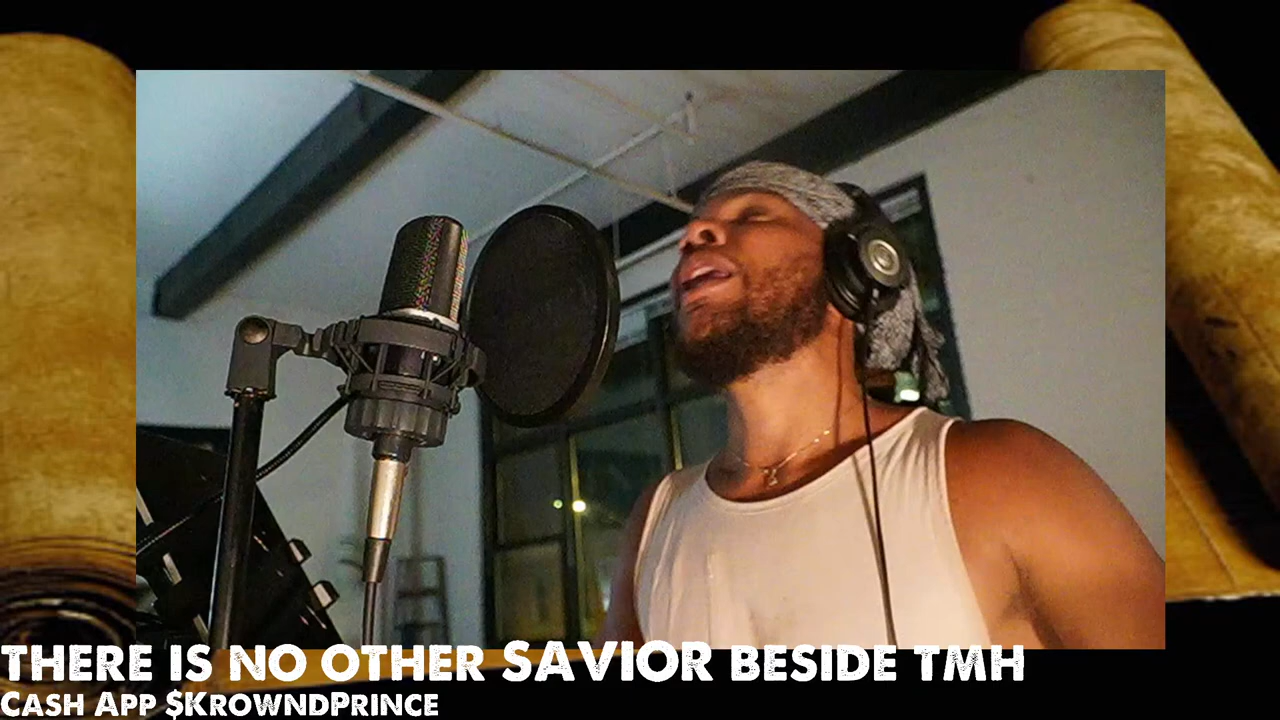 THERE IS NO OTHER SAVIOR BESIDE TMH
CASH APP $KROWNDPRINCE